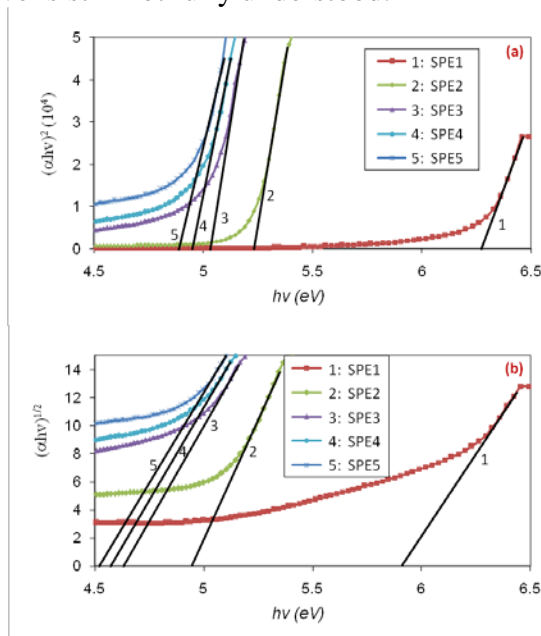 (a)
(αhν)² (10⁴)
5
4
3
2
1
0
1: SPE1
2: SPE2
3: SPE3
4: SPE4
5: SPE5
5
4
3
2
1
4.5 5 5.5 6 6.5
hν (eV)
(b)
(αhν)^1/2
14
12
10
8
6
4
2
0
1: SPE1
2: SPE2
3: SPE3
4: SPE4
5: SPE5
5
4
3
2
1
4.5 5 5.5 6 6.5
hν (eV)